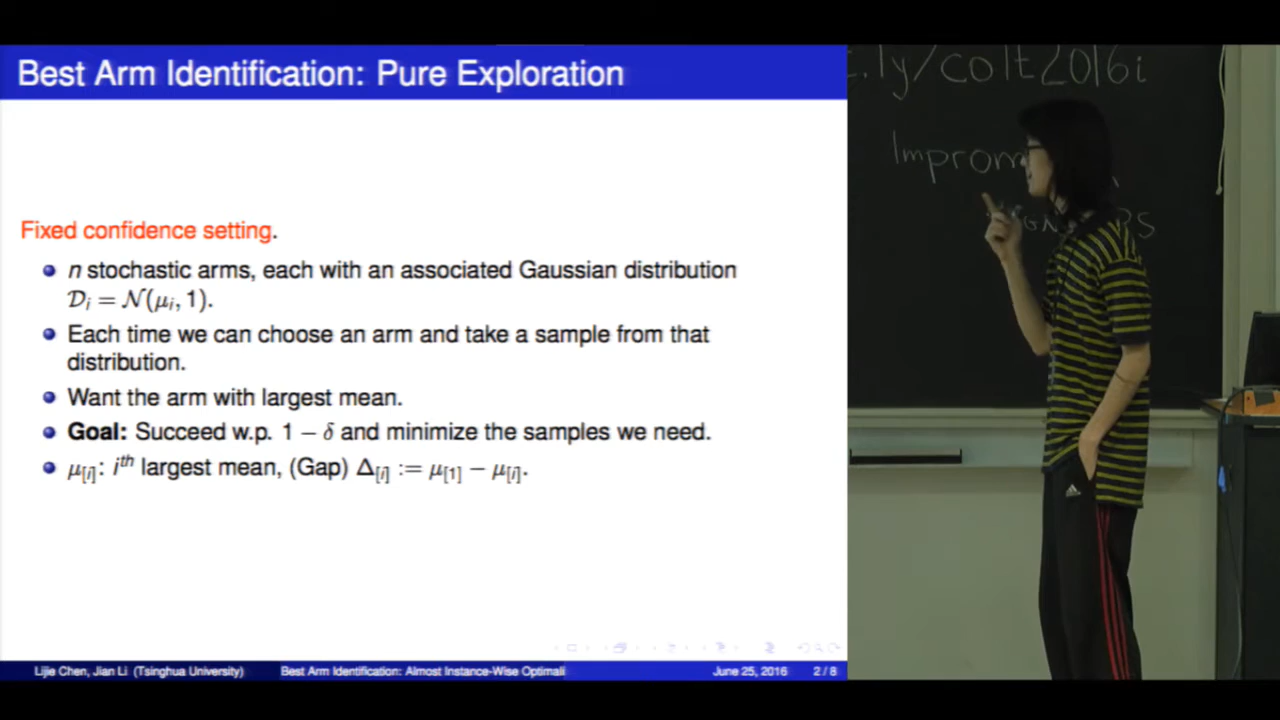 Best Arm Identification: Pure Exploration
Fixed confidence setting.
n stochastic arms, each with an associated Gaussian distribution
𝒟ᵢ = 𝒩(μᵢ, 1).
Each time we can choose an arm and take a sample from that
distribution.
Want the arm with largest mean.
Goal: Succeed w.p. 1 − δ and minimize the samples we need.
μ[i]: iᵗʰ largest mean, (Gap) Δ[i] := μ[1] − μ[i].
Lijie Chen, Jian Li (Tsinghua University) Best Arm Identification: Almost Instance-Wise Optimali June 25, 2016 2 / 8
.ly/colt2016i